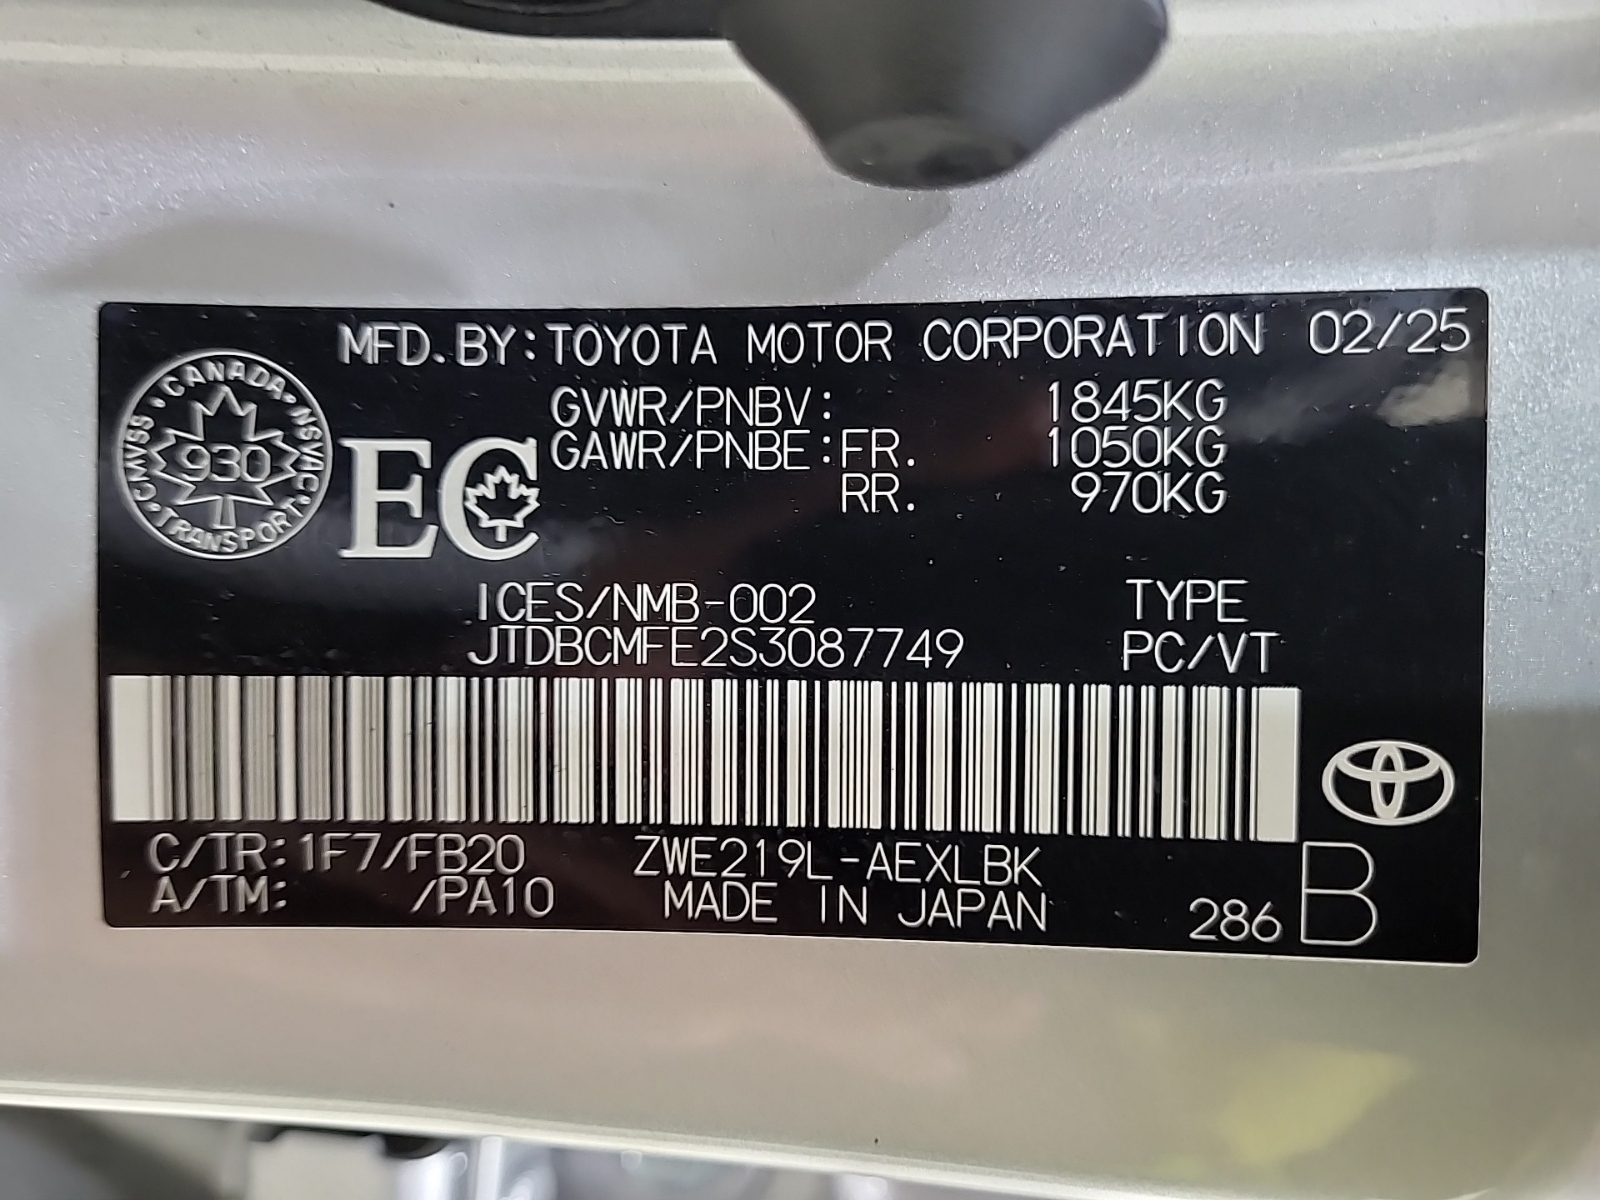 MFD.BY:TOYOTA MOTOR CORPORATION 02/25
CANADA • NSVAC • TRANSPORT • CMVSS •
930
EC
GVWR/PNBV: 1845KG
GAWR/PNBE:FR. 1050KG
RR. 970KG
ICES/NMB-002 TYPE
JTDBCMFE2S3087749 PC/VT
C/TR:1F7/FB20 ZWE219L-AEXLBK
A/TM: /PA10 MADE IN JAPAN 286 B